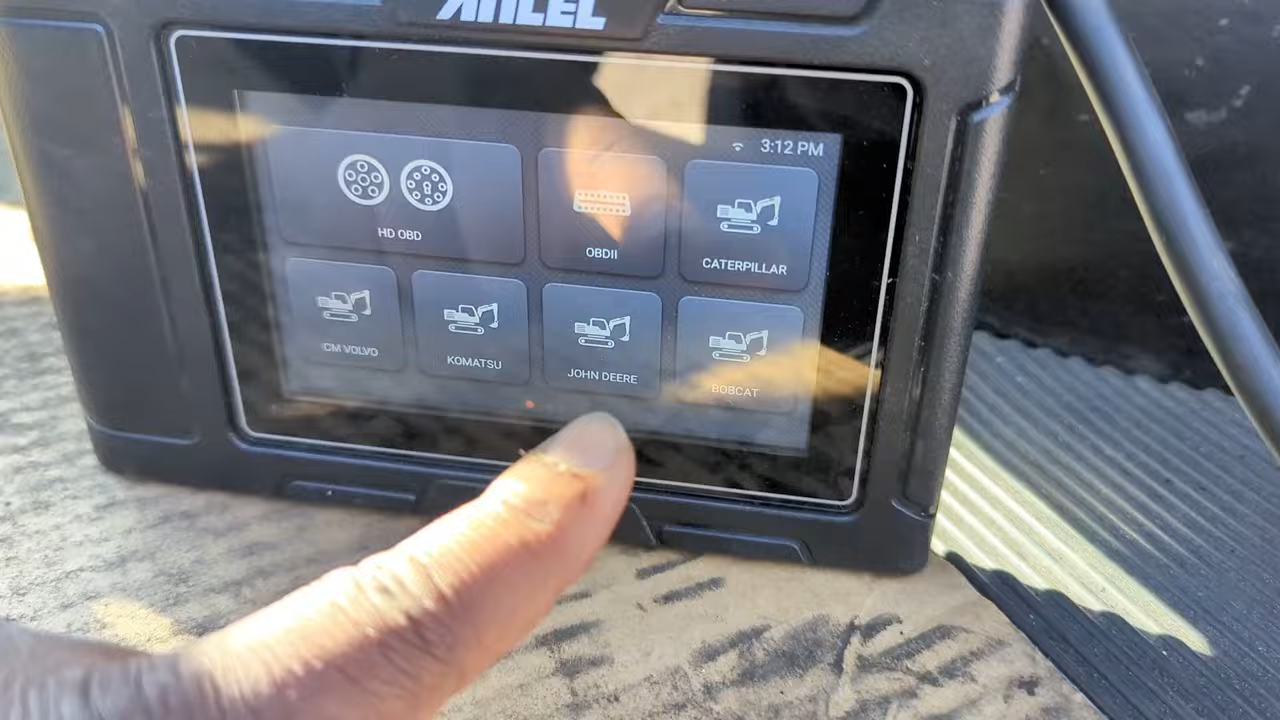 ANCEL
3:12 PM
HD OBD
OBDII
CATERPILLAR
CM VOLVO
KOMATSU
JOHN DEERE
BOBCAT